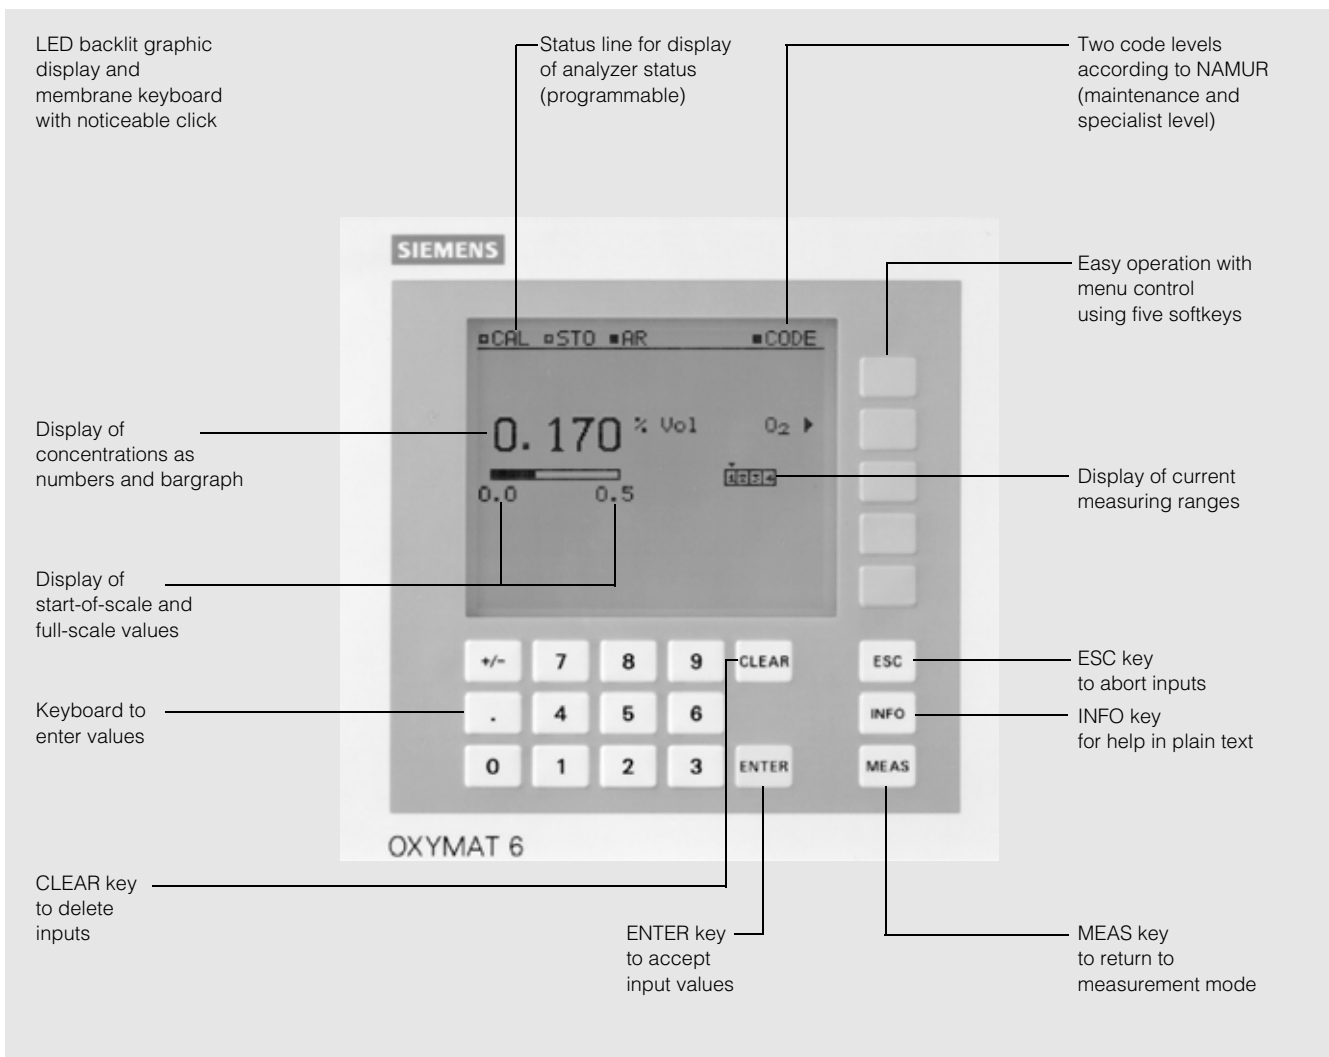 LED backlit graphic
display and
membrane keyboard
with noticeable click
Status line for display
of analyzer status
(programmable)
Two code levels
according to NAMUR
(maintenance and
specialist level)
SIEMENS
Easy operation with
menu control
using five softkeys
CAL STO AR CODE
Display of
concentrations as
numbers and bargraph
0.170 % Vol O2
1 2 3 4
0.0 0.5
Display of current
measuring ranges
Display of
start-of-scale and
full-scale values
+/- 7 8 9 CLEAR ESC
ESC key
to abort inputs
Keyboard to
enter values
. 4 5 6 INFO
INFO key
for help in plain text
0 1 2 3 ENTER MEAS
OXYMAT 6
CLEAR key
to delete
inputs
ENTER key
to accept
input values
MEAS key
to return to
measurement mode